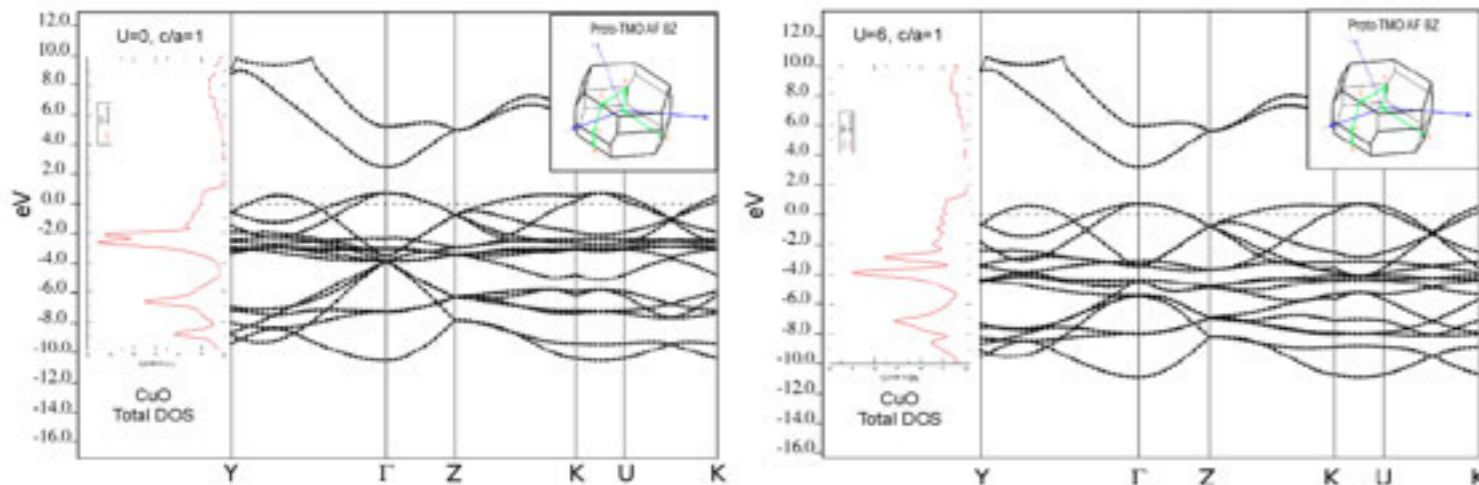 12.0
10.0
8.0
6.0
4.0
2.0
0.0
-2.0
-4.0
-6.0
-8.0
-10.0
-12.0
-14.0
-16.0
eV
U=0, c/a=1
Proto-TMO AF BZ
CuO
Total DOS
Y Γ Z K U K
12.0
10.0
8.0
6.0
4.0
2.0
0.0
-2.0
-4.0
-6.0
-8.0
-10.0
-12.0
-14.0
-16.0
eV
U=6, c/a=1
Proto-TMO AF BZ
CuO
Total DOS
Y Γ Z K U K